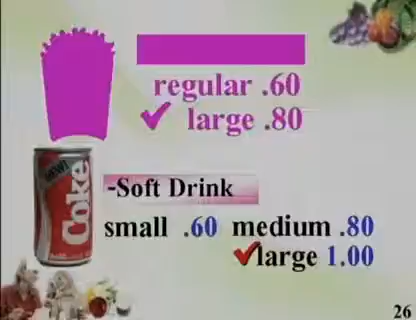 regular .60
large .80
Coke
-Soft Drink
small .60 medium .80
large 1.00
26